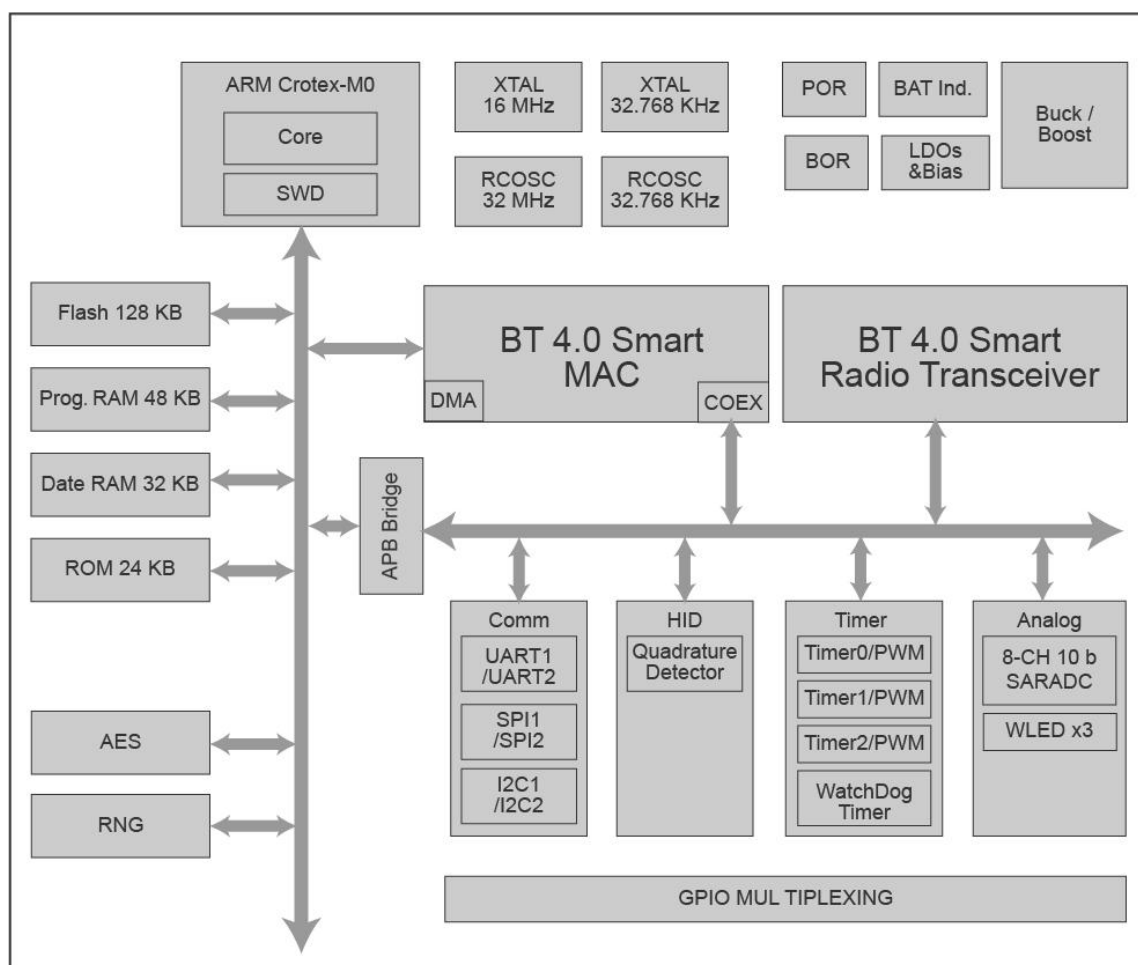 ARM Crotex-M0
Core
SWD
XTAL
16 MHz
XTAL
32.768 KHz
RCOSC
32 MHz
RCOSC
32.768 KHz
POR
BAT Ind.
BOR
LDOs
&Bias
Buck /
Boost
Flash 128 KB
Prog. RAM 48 KB
Date RAM 32 KB
ROM 24 KB
AES
RNG
BT 4.0 Smart
MAC
DMA
COEX
BT 4.0 Smart
Radio Transceiver
APB Bridge
Comm
UART1
/UART2
SPI1
/SPI2
I2C1
/I2C2
HID
Quadrature
Detector
Timer
Timer0/PWM
Timer1/PWM
Timer2/PWM
WatchDog
Timer
Analog
8-CH 10 b
SARADC
WLED x3
GPIO MUL TIPLEXING